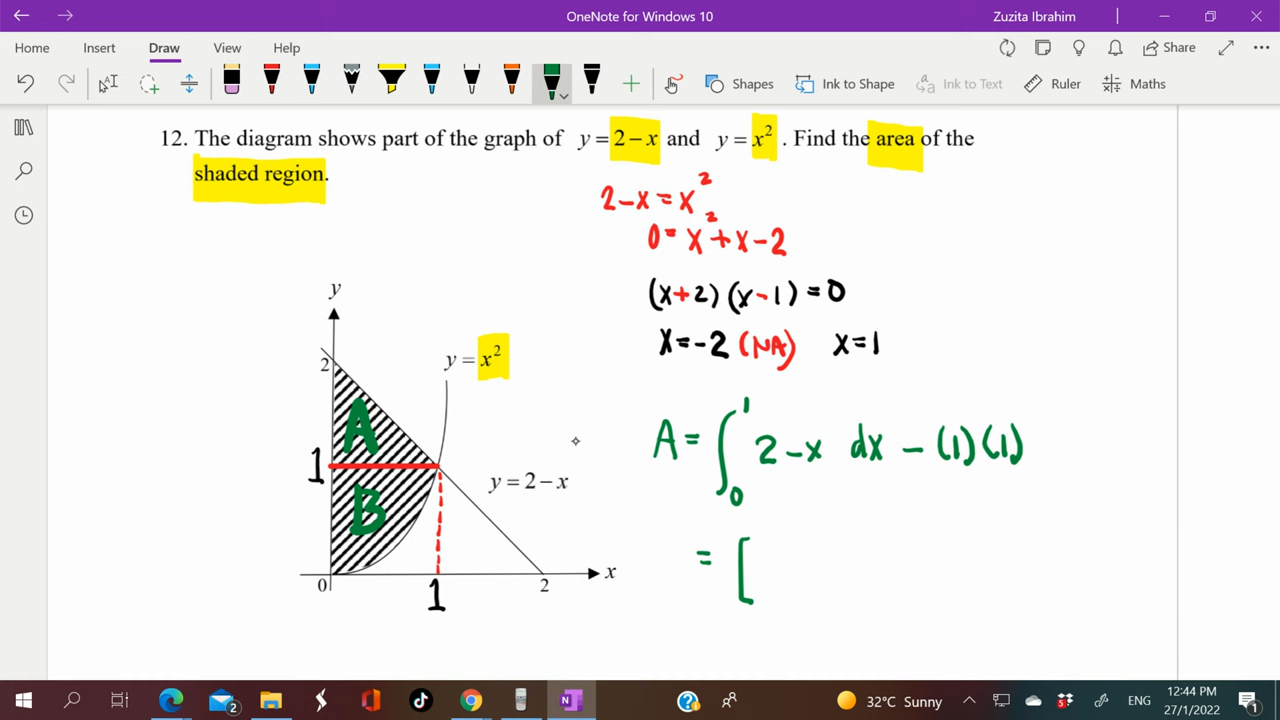 OneNote for Windows 10
Zuzita Ibrahim
Home Insert Draw View Help
Share
Shapes Ink to Shape Ink to Text Ruler Maths
12. The diagram shows part of the graph of y = 2 − x and y = x². Find the area of the
shaded region.
2 − x = x²
0 = x² + x − 2
(x + 2)(x − 1) = 0
x = −2 (NA) x = 1
y
2
y = x²
A
1
B
y = 2 − x
0
1
2
x
A = ∫₀¹ 2 − x dx − (1)(1)
= [
2
32°C Sunny
5
ENG
12:44 PM
27/1/2022
1